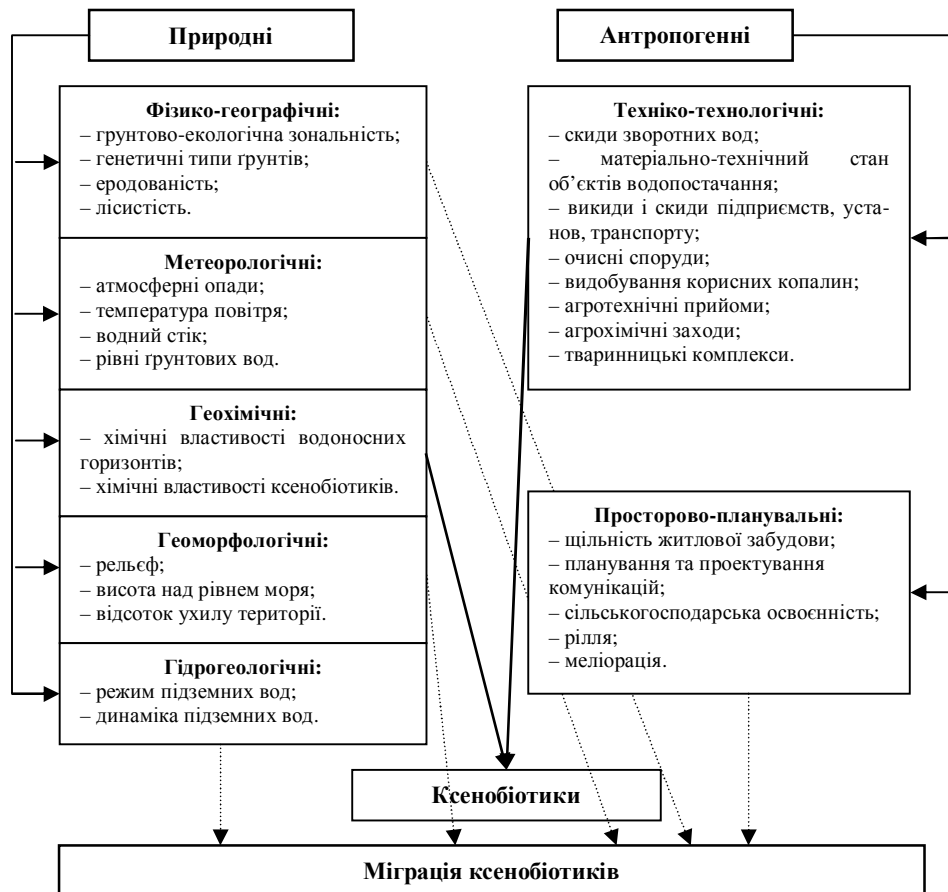 Природні
Антропогенні
Фізико-географічні:
– грунтово-екологічна зональність;
– генетичні типи ґрунтів;
– еродованість;
– лісистість.
Метеорологічні:
– атмосферні опади;
– температура повітря;
– водний стік;
– рівні ґрунтових вод.
Геохімічні:
– хімічні властивості водоносних
горизонтів;
– хімічні властивості ксенобіотиків.
Геоморфологічні:
– рельєф;
– висота над рівнем моря;
– відсоток ухилу території.
Гідрогеологічні:
– режим підземних вод;
– динаміка підземних вод.
Техніко-технологічні:
– скиди зворотних вод;
– матеріально-технічний стан
об’єктів водопостачання;
– викиди і скиди підприємств, уста-
нов, транспорту;
– очисні споруди;
– видобування корисних копалин;
– агротехнічні прийоми;
– агрохімічні заходи;
– тваринницькі комплекси.
Просторово-планувальні:
– щільність житлової забудови;
– планування та проектування
комунікацій;
– сільськогосподарська освоєнність;
– рілля;
– меліорація.
Ксенобіотики
Міграція ксенобіотиків